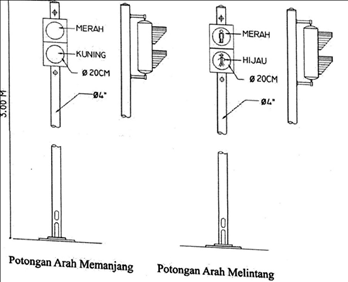 MERAH
KUNING
Ø 20CM
Ø4"
3.00 M
MERAH
HIJAU
Ø 20CM
Ø4"
Potongan Arah Memanjang
Potongan Arah Melintang